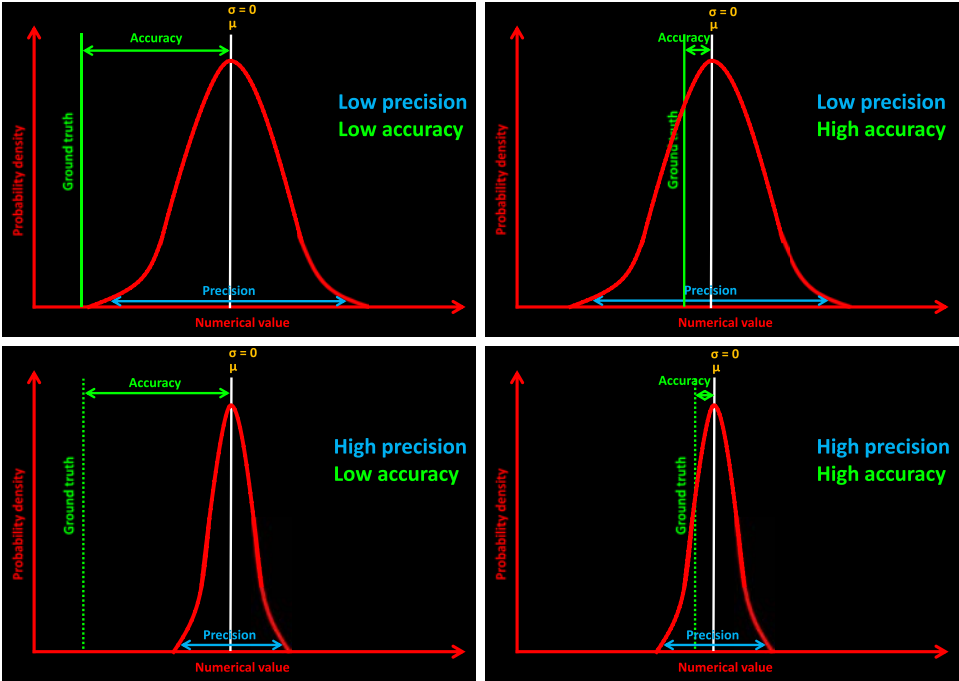 σ = 0
μ
Accuracy
Low precision
Low accuracy
Ground truth
Probability density
Precision
Numerical value
σ = 0
μ
Accuracy
Low precision
High accuracy
Ground truth
Probability density
Precision
Numerical value
σ = 0
μ
Accuracy
High precision
Low accuracy
Ground truth
Probability density
Precision
Numerical value
σ = 0
μ
Accuracy
High precision
High accuracy
Ground truth
Probability density
Precision
Numerical value